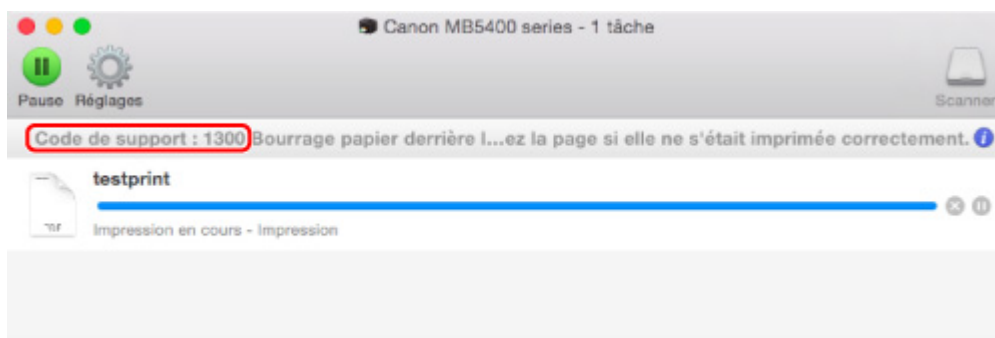 Canon MB5400 series - 1 tâche
Pause Réglages
Scanner
Code de support : 1300 Bourrage papier derrière l...ez la page si elle ne s'était imprimée correctement.
testprint
Impression en cours - Impression